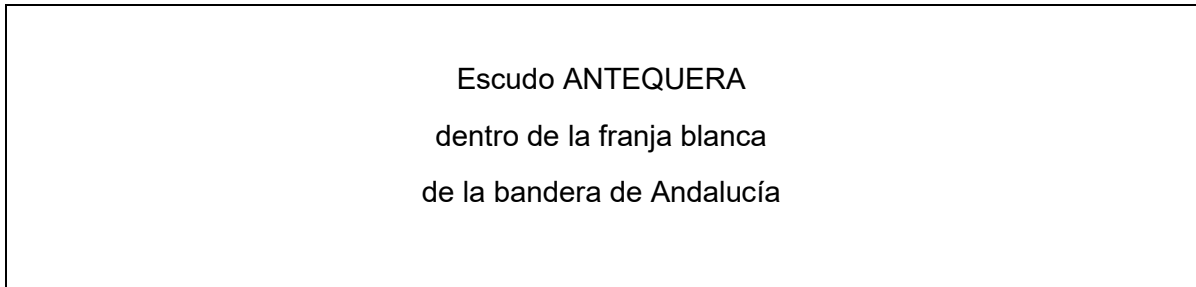 Escudo ANTEQUERA
dentro de la franja blanca
de la bandera de Andalucía